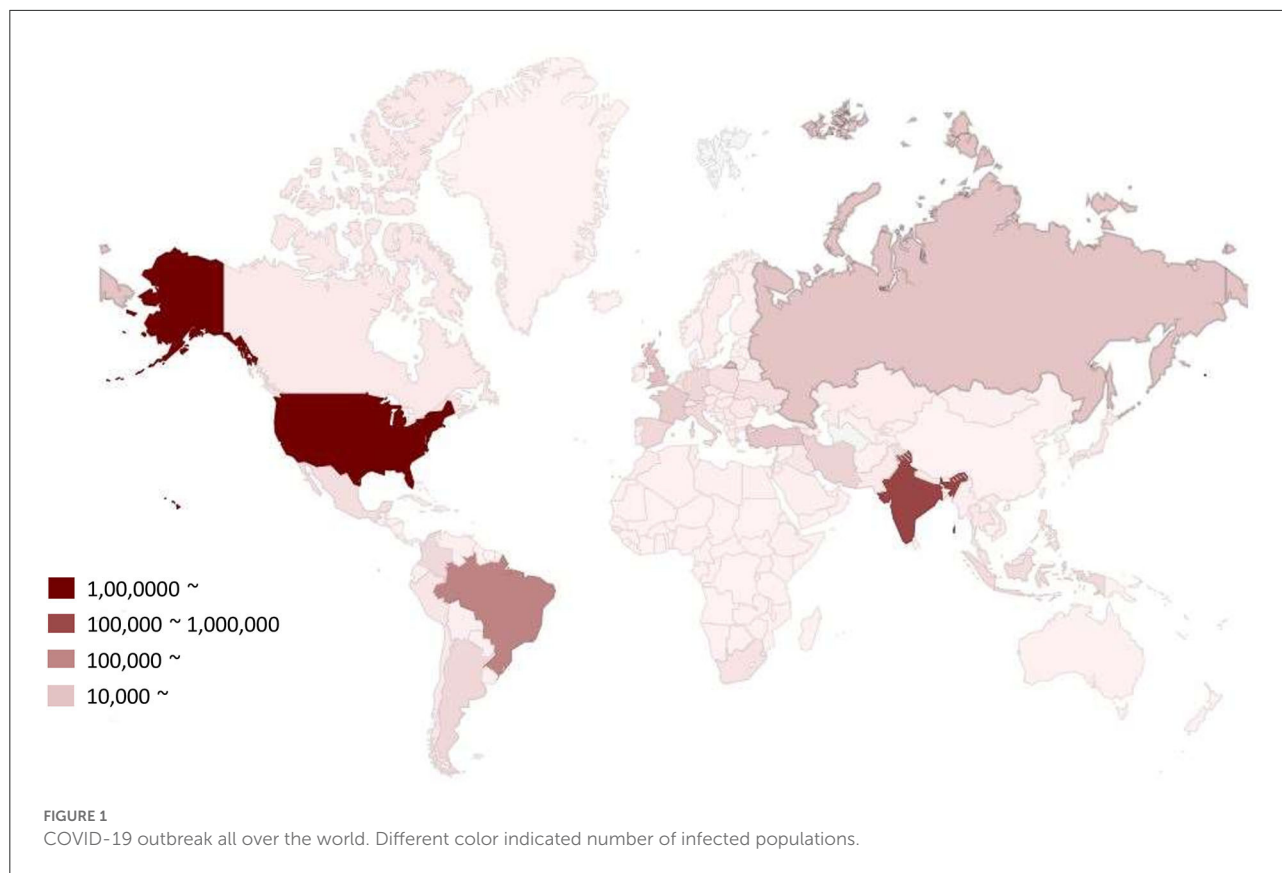 1,00,0000 ~
100,000 ~ 1,000,000
100,000 ~
10,000 ~
FIGURE 1
COVID-19 outbreak all over the world. Different color indicated number of infected populations.